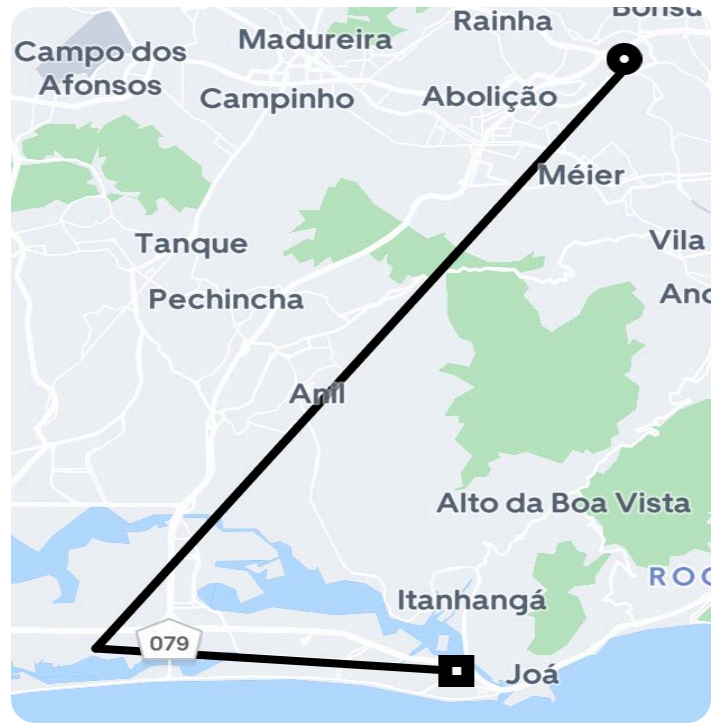 Rainha
Madureira
Campo dos
Afonsos
Campinho
Abolição
Méier
Tanque
Vila
Pechincha
Anil
Alto da Boa Vista
Itanhangá
079
Joá